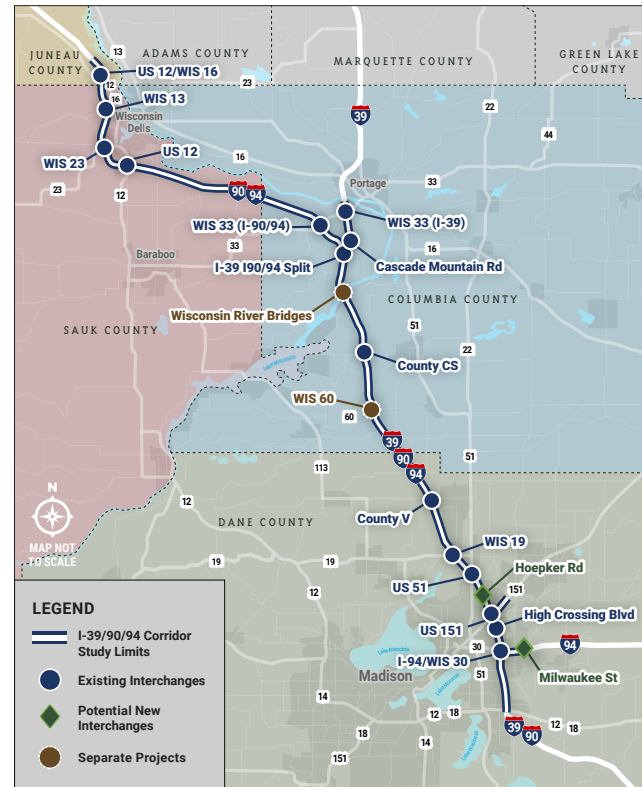 JUNEAU
COUNTY
13
ADAMS COUNTY
MARQUETTE COUNTY
GREEN LAKE
COUNTY
US 12/WIS 16
12
16
23
WIS 13
Wisconsin
Dells
39
22
44
WIS 23
US 12
23
12
16
Portage
33
90
94
WIS 33 (I-90/94)
WIS 33 (I-39)
33
16
Baraboo
I-39 I90/94 Split
Cascade Mountain Rd
Wisconsin River Bridges
COLUMBIA COUNTY
SAUK COUNTY
51
22
Lake Wisconsin
County CS
WIS 60
60
39
90
94
51
113
12
N
MAP NOT
TO SCALE
DANE COUNTY
County V
19
19
WIS 19
12
US 51
Hoepker Rd
151
LEGEND
I-39/90/94 Corridor
Study Limits
Existing Interchanges
Potential New
Interchanges
Separate Projects
US 151
High Crossing Blvd
Lake Mendota
30
94
I-94/WIS 30
Madison
51
Milwaukee St
Lake Monona
14
12
18
39
90
12
18
18
14
151